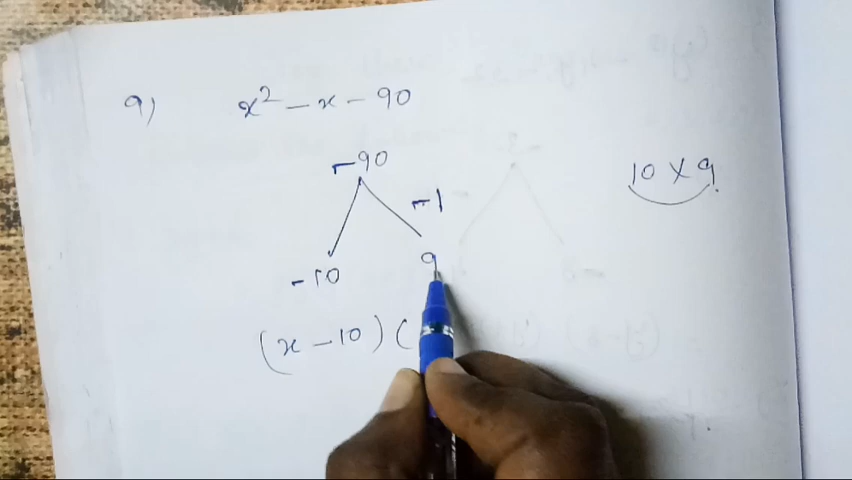 9) x² - x - 90
-90
10 × 9
-1
-10 9
(x - 10) (